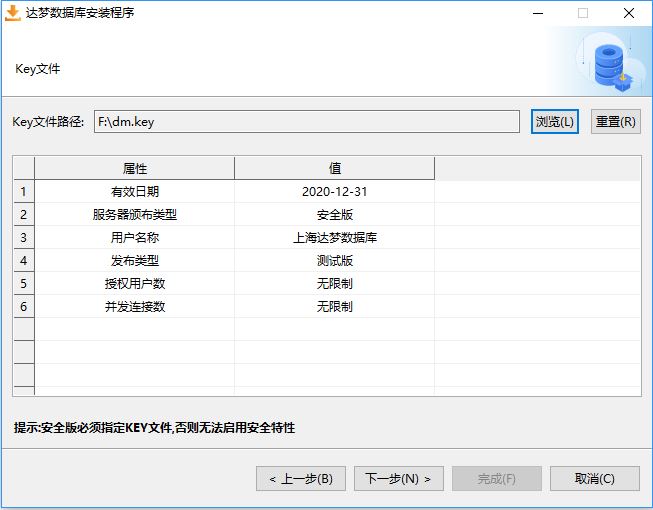 达梦数据库安装程序
Key文件
Key文件路径: F:\dm.key 浏览(L) 重置(R)
属性 值
1 有效日期 2020-12-31
2 服务器颁布类型 安全版
3 用户名称 上海达梦数据库
4 发布类型 测试版
5 授权用户数 无限制
6 并发连接数 无限制
提示:安全版必须指定KEY文件,否则无法启用安全特性
< 上一步(B) 下一步(N) > 完成(F) 取消(C)